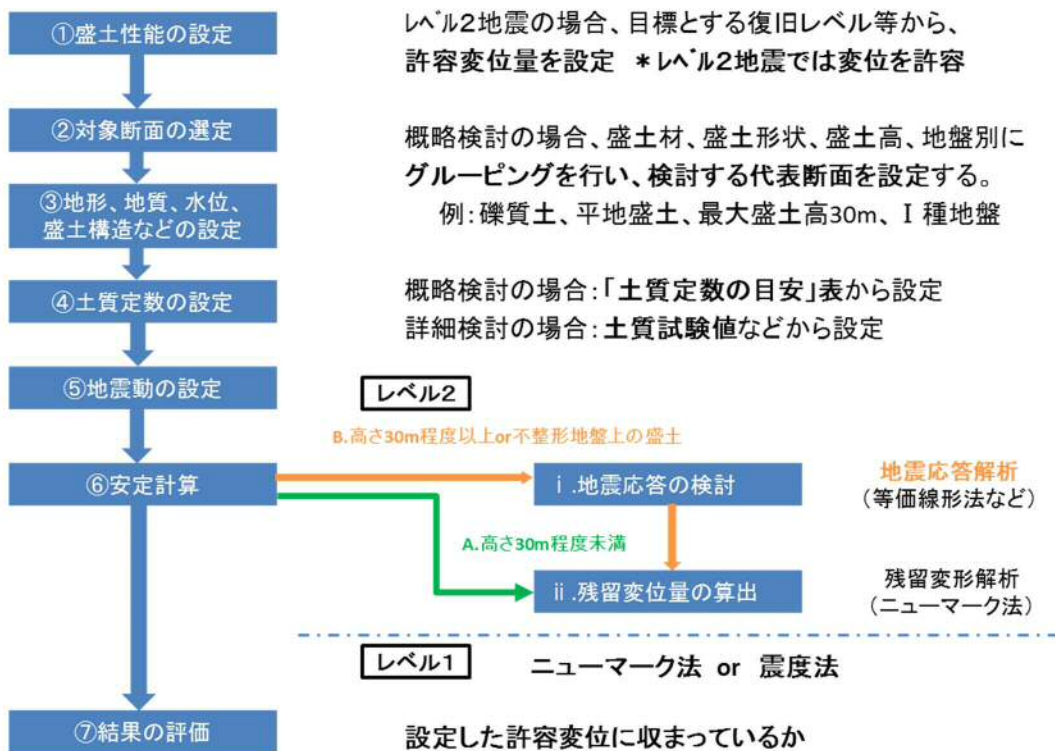 ①盛土性能の設定
レベル2地震の場合、目標とする復旧レベル等から、
許容変位量を設定 *レベル2地震では変位を許容
②対象断面の選定
概略検討の場合、盛土材、盛土形状、盛土高、地盤別に
グルーピングを行い、検討する代表断面を設定する。
例:礫質土、平地盛土、最大盛土高30m、Ⅰ種地盤
③地形、地質、水位、
盛土構造などの設定
④土質定数の設定
概略検討の場合:「土質定数の目安」表から設定
詳細検討の場合:土質試験値などから設定
⑤地震動の設定
レベル2
B.高さ30m程度以上or不整形地盤上の盛土
⑥安定計算
ⅰ.地震応答の検討
地震応答解析
(等価線形法など)
A.高さ30m程度未満
ⅱ.残留変位量の算出
残留変形解析
(ニューマーク法)
レベル1
ニューマーク法 or 震度法
⑦結果の評価
設定した許容変位に収まっているか